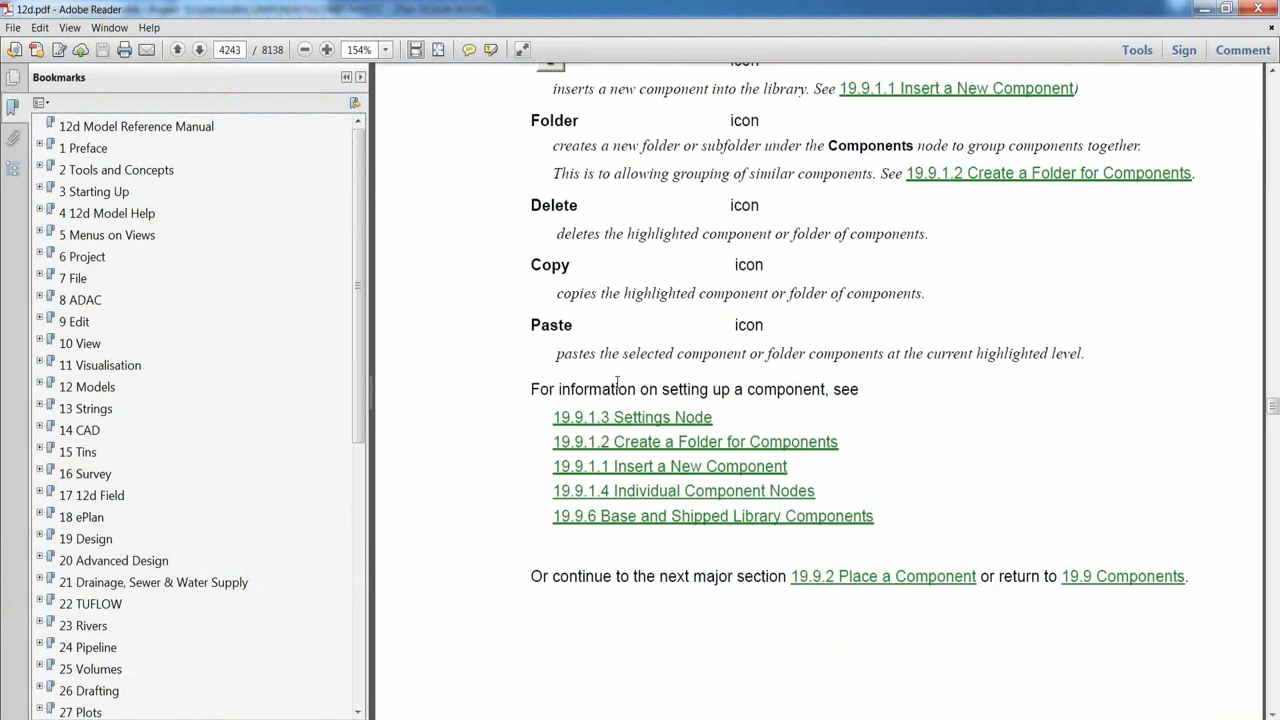 12d.pdf - Adobe Reader
File Edit View Window Help
4243 / 8138 154% Tools Sign Comment
Bookmarks
12d Model Reference Manual
1 Preface
2 Tools and Concepts
3 Starting Up
4 12d Model Help
5 Menus on Views
6 Project
7 File
8 ADAC
9 Edit
10 View
11 Visualisation
12 Models
13 Strings
14 CAD
15 Tins
16 Survey
17 12d Field
18 ePlan
19 Design
20 Advanced Design
21 Drainage, Sewer & Water Supply
22 TUFLOW
23 Rivers
24 Pipeline
25 Volumes
26 Drafting
27 Plots
icon
inserts a new component into the library. See 19.9.1.1 Insert a New Component)
Folder icon
creates a new folder or subfolder under the Components node to group components together.
This is to allowing grouping of similar components. See 19.9.1.2 Create a Folder for Components.
Delete icon
deletes the highlighted component or folder of components.
Copy icon
copies the highlighted component or folder of components.
Paste icon
pastes the selected component or folder components at the current highlighted level.
For information on setting up a component, see
19.9.1.3 Settings Node
19.9.1.2 Create a Folder for Components
19.9.1.1 Insert a New Component
19.9.1.4 Individual Component Nodes
19.9.6 Base and Shipped Library Components
Or continue to the next major section 19.9.2 Place a Component or return to 19.9 Components.